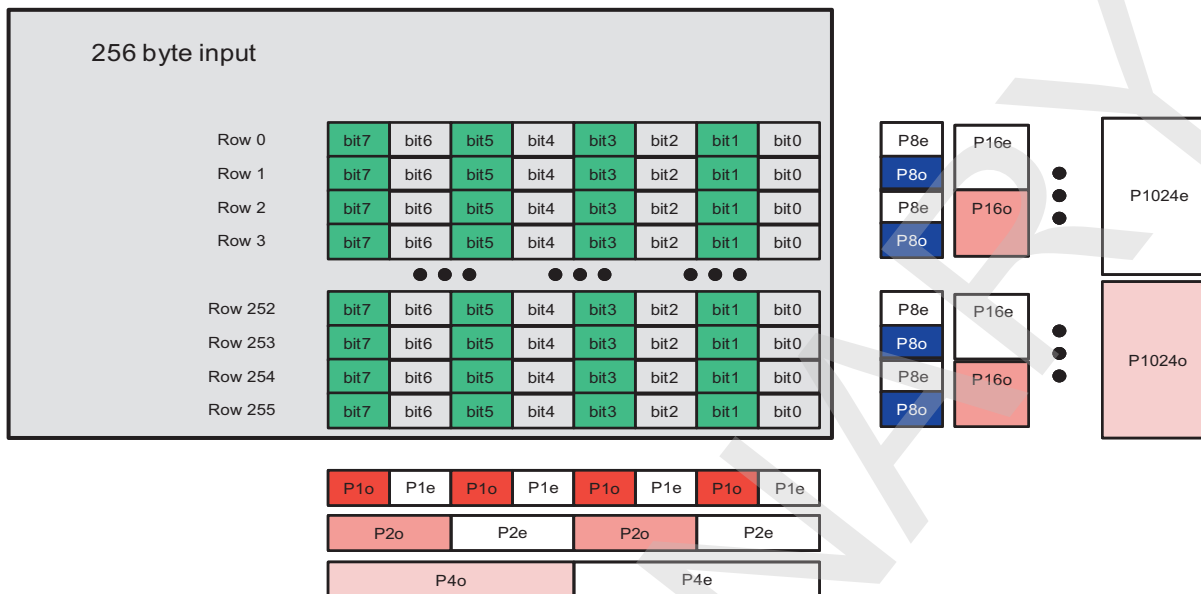 256 byte input
Row 0 bit7 bit6 bit5 bit4 bit3 bit2 bit1 bit0 P8e P16e
Row 1 bit7 bit6 bit5 bit4 bit3 bit2 bit1 bit0 P8o
P1024e
Row 2 bit7 bit6 bit5 bit4 bit3 bit2 bit1 bit0 P8e P16o
Row 3 bit7 bit6 bit5 bit4 bit3 bit2 bit1 bit0 P8o
Row 252 bit7 bit6 bit5 bit4 bit3 bit2 bit1 bit0 P8e P16e
Row 253 bit7 bit6 bit5 bit4 bit3 bit2 bit1 bit0 P8o
P1024o
Row 254 bit7 bit6 bit5 bit4 bit3 bit2 bit1 bit0 P8e P16o
Row 255 bit7 bit6 bit5 bit4 bit3 bit2 bit1 bit0 P8o
P1o P1e P1o P1e P1o P1e P1o P1e
P2o P2e P2o P2e
P4o P4e
NARY